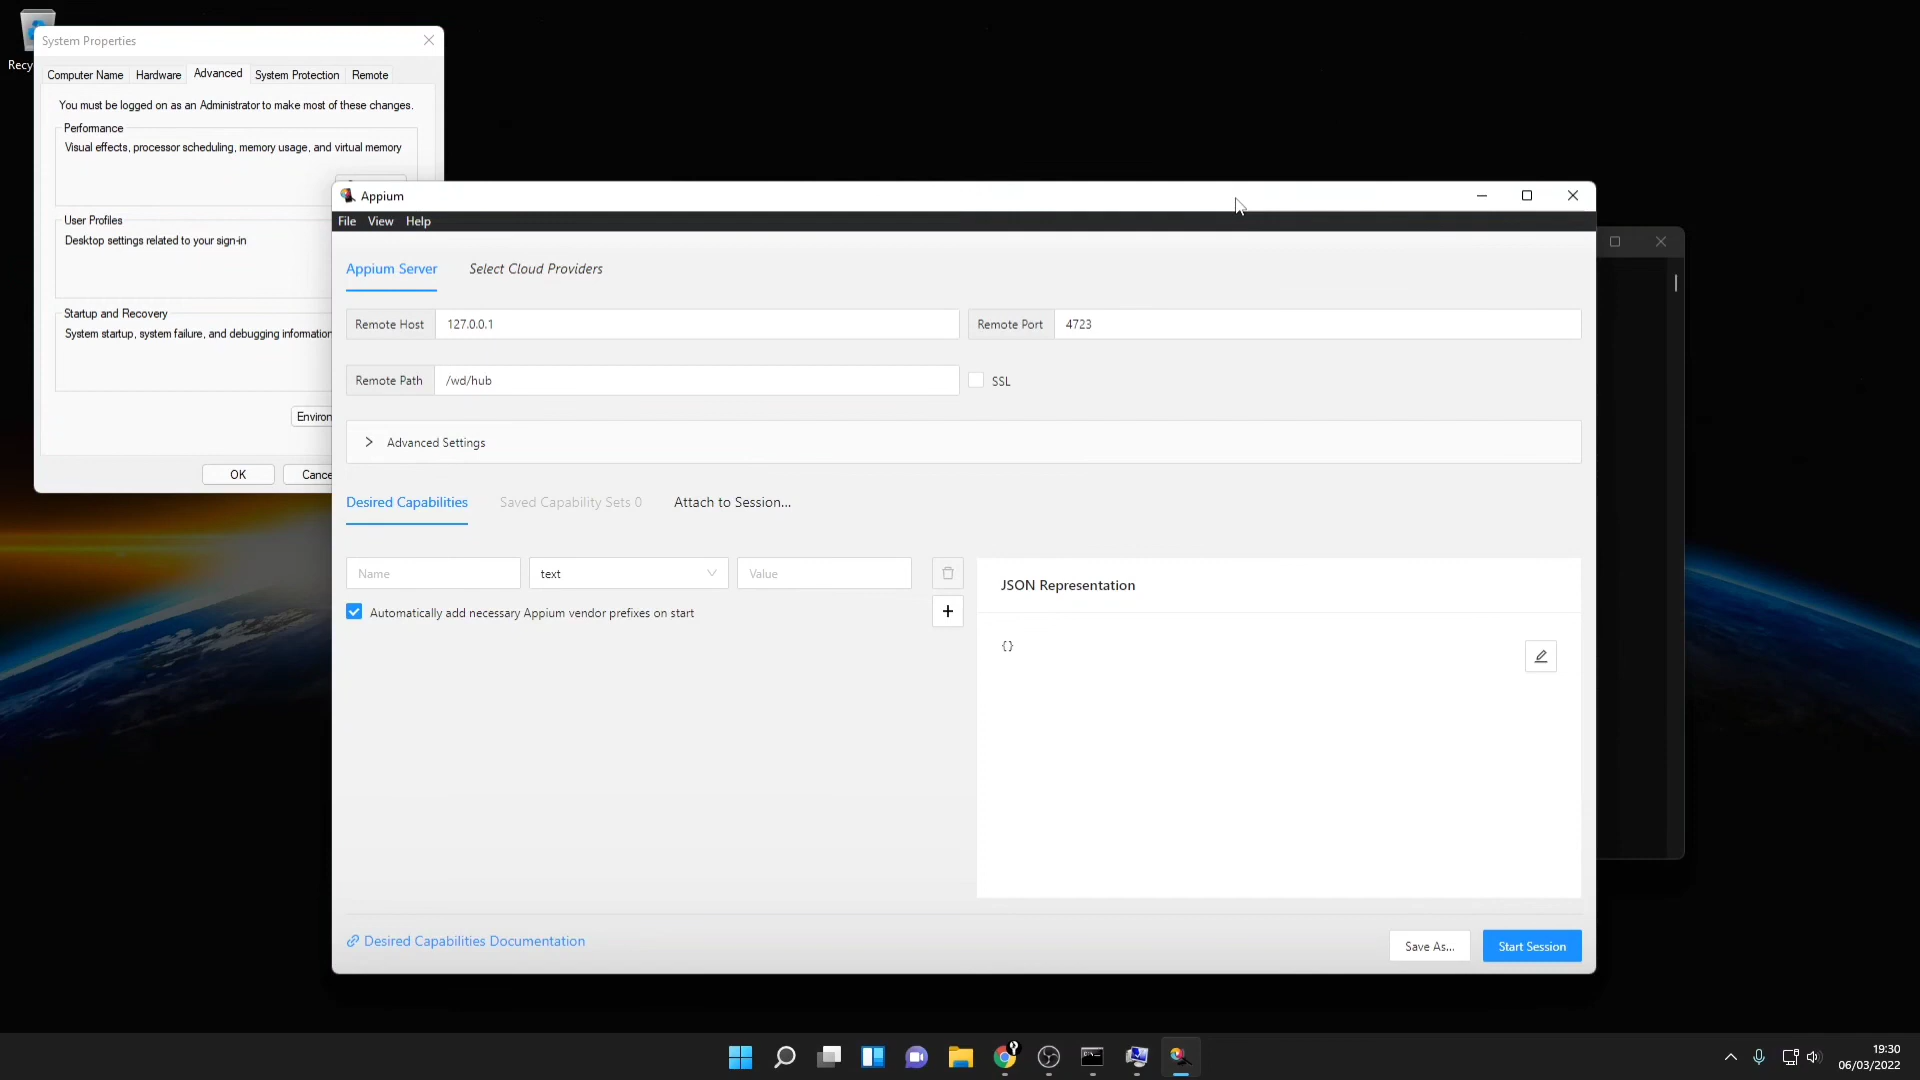 Recy
System Properties
Computer Name
Hardware
Advanced
System Protection
Remote
You must be logged on as an Administrator to make most of these changes.
Performance
Visual effects, processor scheduling, memory usage, and virtual memory
User Profiles
Desktop settings related to your sign-in
Startup and Recovery
System startup, system failure, and debugging information
Environ
OK
Cance
Appium
File
View
Help
Appium Server
Select Cloud Providers
Remote Host
127.0.0.1
Remote Port
4723
Remote Path
/wd/hub
SSL
Advanced Settings
Desired Capabilities
Saved Capability Sets 0
Attach to Session...
Name
text
Value
Automatically add necessary Appium vendor prefixes on start
JSON Representation
{}
Desired Capabilities Documentation
Save As...
Start Session
19:30
06/03/2022